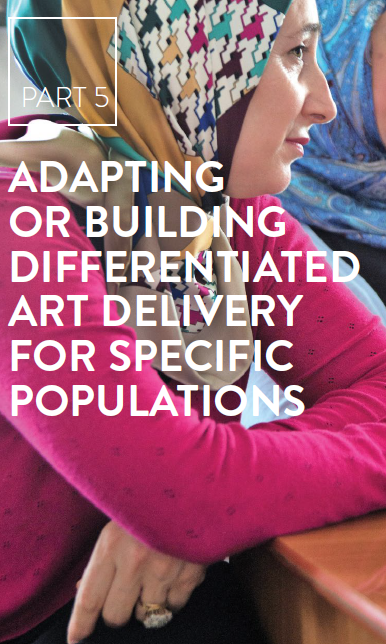 PART 5
ADAPTING
OR BUILDING
DIFFERENTIATED
ART DELIVERY
FOR SPECIFIC
POPULATIONS